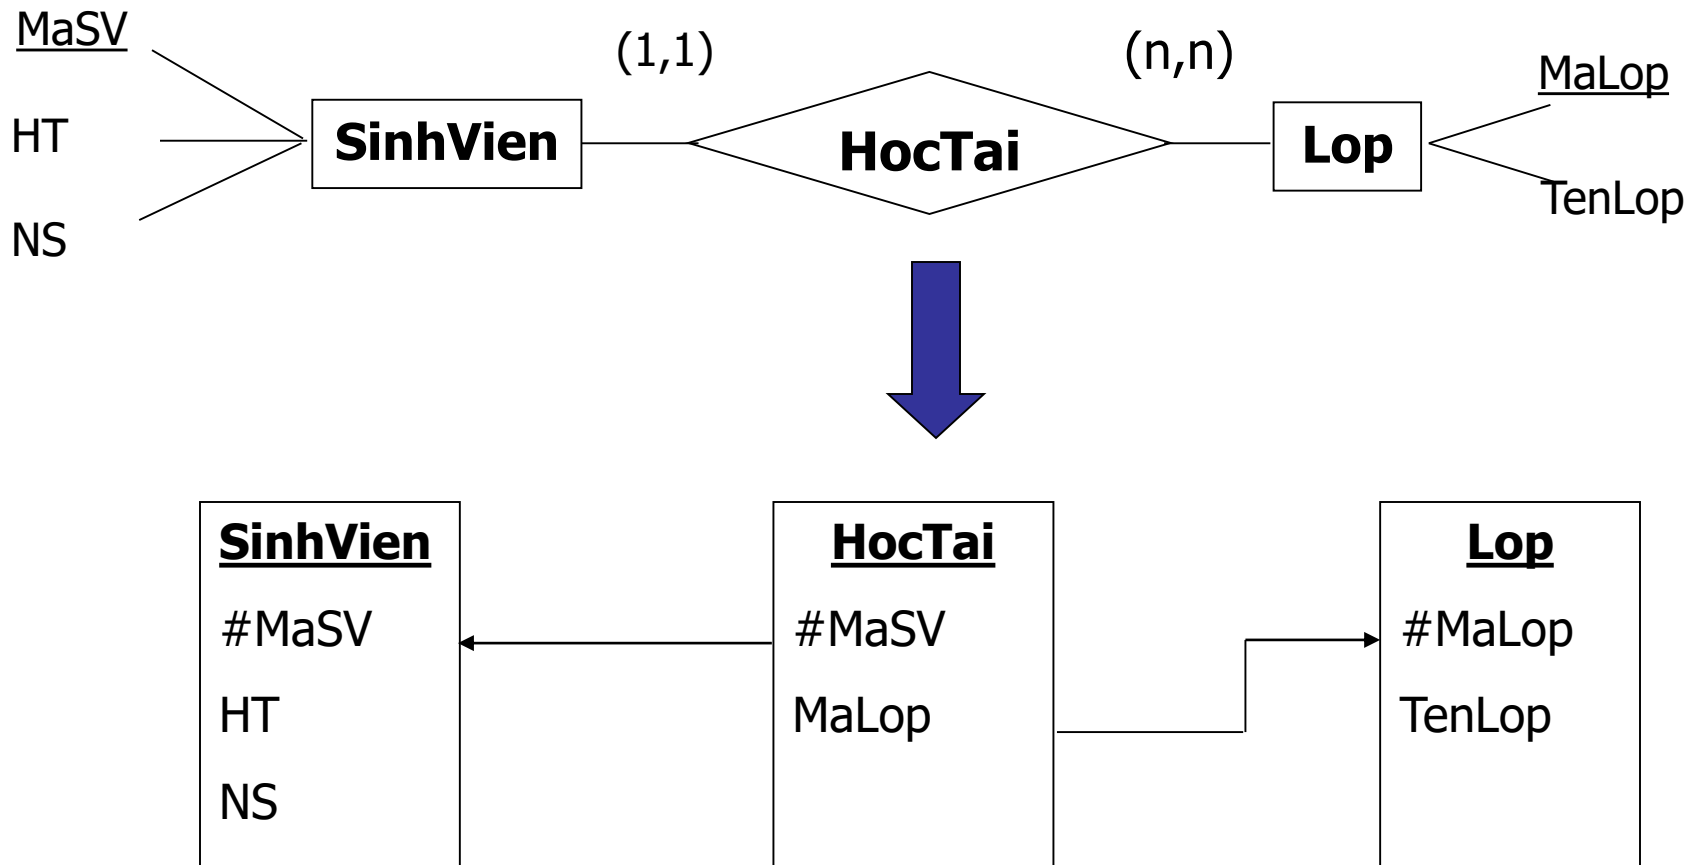 MaSV
HT
NS
SinhVien
(1,1)
HocTai
(n,n)
Lop
MaLop
TenLop
SinhVien
#MaSV
HT
NS
HocTai
#MaSV
MaLop
Lop
#MaLop
TenLop